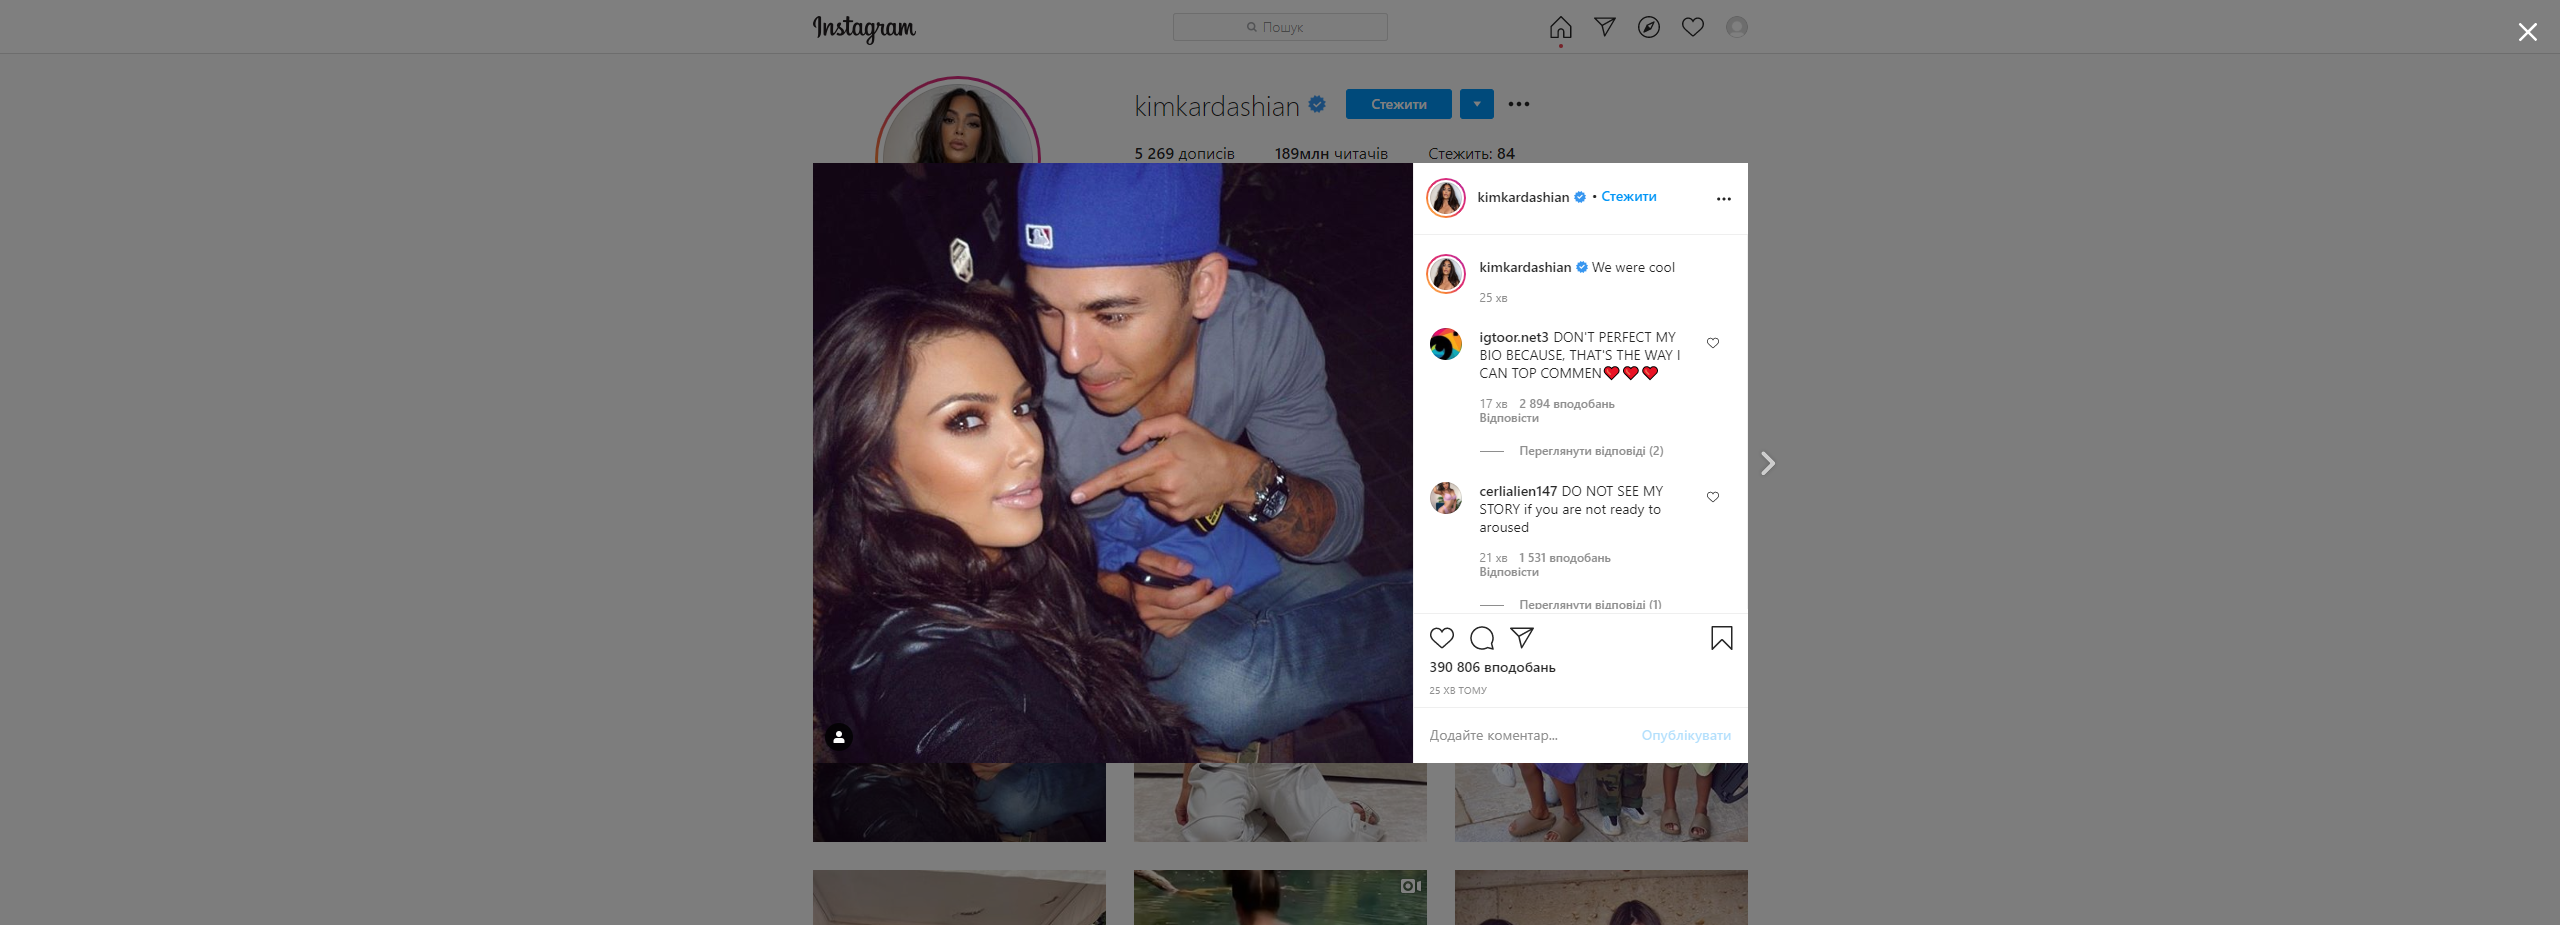 Instagram
Пошук
kimkardashian
Стежити
5 269 дописів 189млн читачів Стежить: 84
kimkardashian • Стежити
kimkardashian We were cool
25 хв
igtoor.net3 DON'T PERFECT MY
BIO BECAUSE, THAT'S THE WAY I
CAN TOP COMMEN❤️❤️❤️
17 хв 2 894 вподобань
Відповісти
Переглянути відповіді (2)
cerlialien147 DO NOT SEE MY
STORY if you are not ready to
aroused
21 хв 1 531 вподобань
Відповісти
Переглянути відповіді (1)
390 806 вподобань
25 ХВ ТОМУ
Додайте коментар... Опублікувати